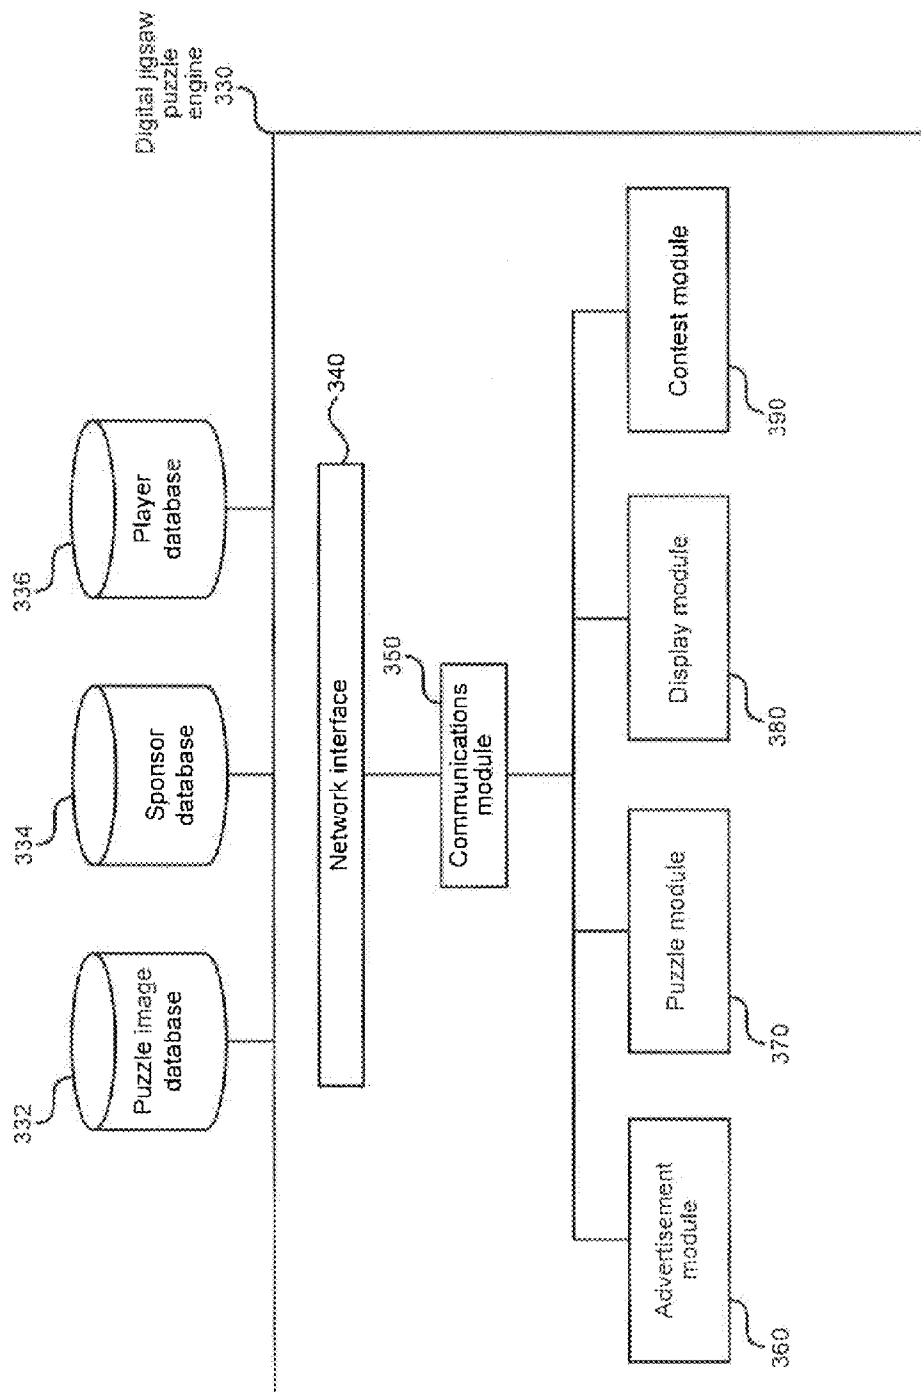 Digital jigsaw
puzzle
engine
330
332
Puzzle image
database
334
Sponsor
database
336
Player
database
Network interface
340
350
Communications
module
Advertisement
module
360
Puzzle module
370
Display module
380
Contest module
390